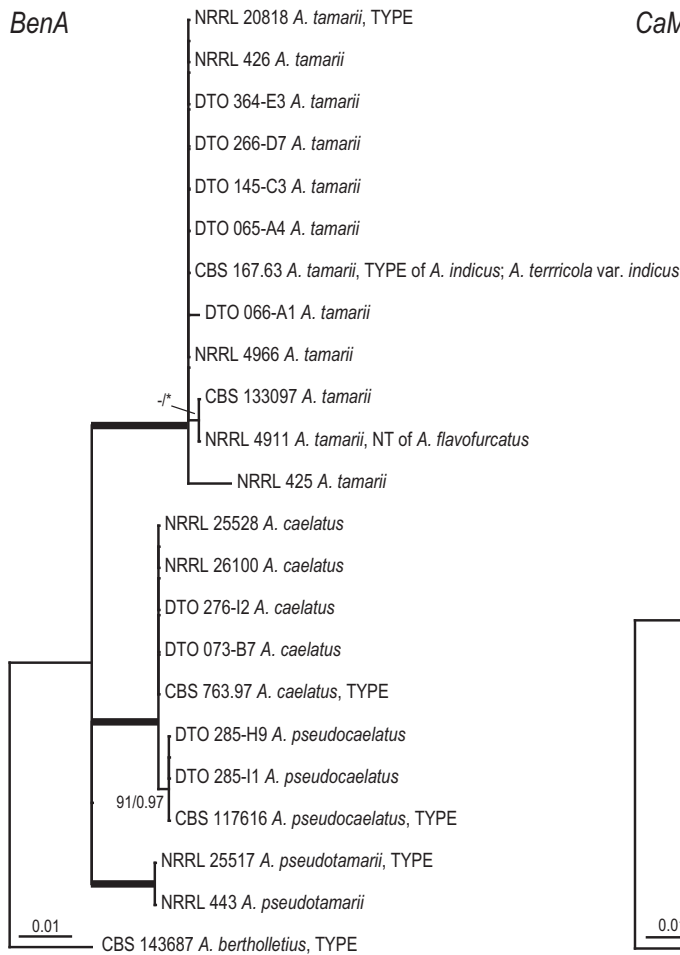 BenA
CaM
NRRL 20818 A. tamarii, TYPE
NRRL 426 A. tamarii
DTO 364-E3 A. tamarii
DTO 266-D7 A. tamarii
DTO 145-C3 A. tamarii
DTO 065-A4 A. tamarii
CBS 167.63 A. tamarii, TYPE of A. indicus; A. terrricola var. indicus
DTO 066-A1 A. tamarii
NRRL 4966 A. tamarii
-/*
CBS 133097 A. tamarii
NRRL 4911 A. tamarii, NT of A. flavofurcatus
NRRL 425 A. tamarii
NRRL 25528 A. caelatus
NRRL 26100 A. caelatus
DTO 276-I2 A. caelatus
DTO 073-B7 A. caelatus
CBS 763.97 A. caelatus, TYPE
DTO 285-H9 A. pseudocaelatus
DTO 285-I1 A. pseudocaelatus
91/0.97
CBS 117616 A. pseudocaelatus, TYPE
NRRL 25517 A. pseudotamarii, TYPE
NRRL 443 A. pseudotamarii
0.01
CBS 143687 A. bertholletius, TYPE